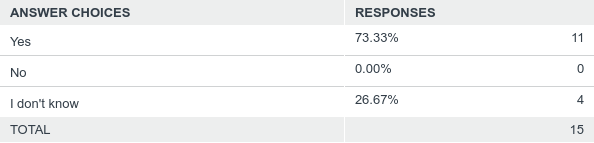 ANSWER CHOICES RESPONSES
Yes 73.33% 11
No 0.00% 0
I don't know 26.67% 4
TOTAL 15